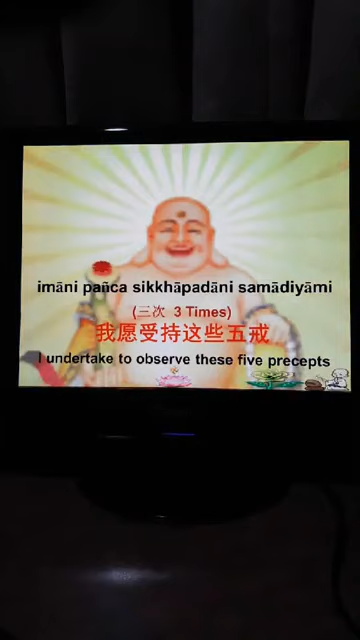 imāni pañca sikkhāpadāni samādiyāmi
(三次 3 Times)
我愿受持这些五戒
I undertake to observe these five precepts